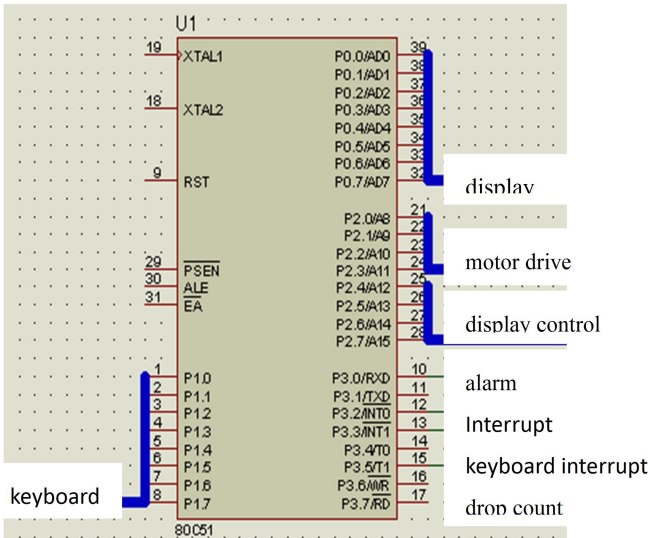 U1
19 XTAL1
18 XTAL2
9 RST
29 PSEN
30 ALE
31 EA
1 P1.0
2 P1.1
3 P1.2
4 P1.3
5 P1.4
6 P1.5
7 P1.6
8 P1.7
keyboard
P0.0/AD0 39
P0.1/AD1 38
P0.2/AD2 37
P0.3/AD3 36
P0.4/AD4 35
P0.5/AD5 34
P0.6/AD6 33
P0.7/AD7 32
display
P2.0/A8 21
P2.1/A9 22
P2.2/A10 23
P2.3/A11 24
motor drive
P2.4/A12 25
P2.5/A13 26
P2.6/A14 27
P2.7/A15 28
display control
P3.0/RXD 10
alarm
P3.1/TXD 11
P3.2/INT0 12
Interrupt
P3.3/INT1 13
P3.4/T0 14
keyboard interrupt
P3.5/T1 15
P3.6/WR 16
P3.7/RD 17
drop count
80C51